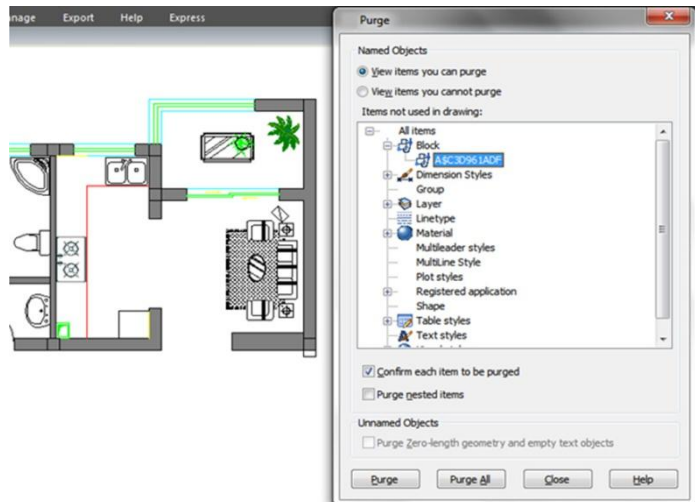 nage Export Help Express
Purge
Named Objects
View items you can purge
View items you cannot purge
Items not used in drawing:
All items
Block
A$C3D961ADF
Dimension Styles
Group
Layer
Linetype
Material
Multileader styles
MultiLine Style
Plot styles
Registered application
Shape
Table styles
Text styles
Confirm each item to be purged
Purge nested items
Unnamed Objects
Purge Zero-length geometry and empty text objects
Purge Purge All Close Help